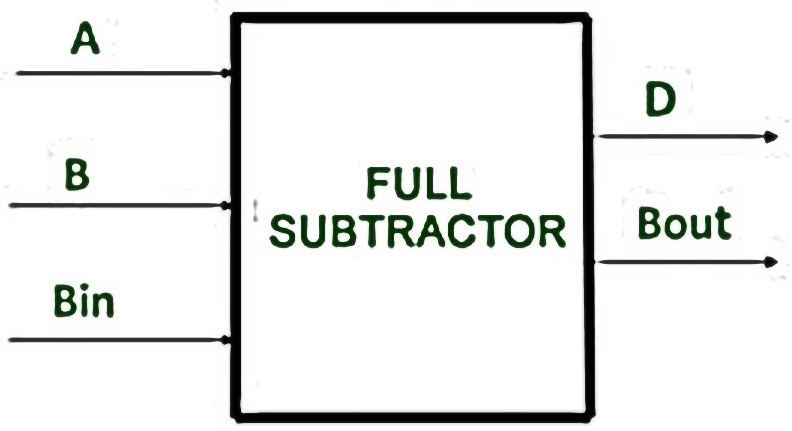 A
B
Bin
FULL
SUBTRACTOR
D
Bout